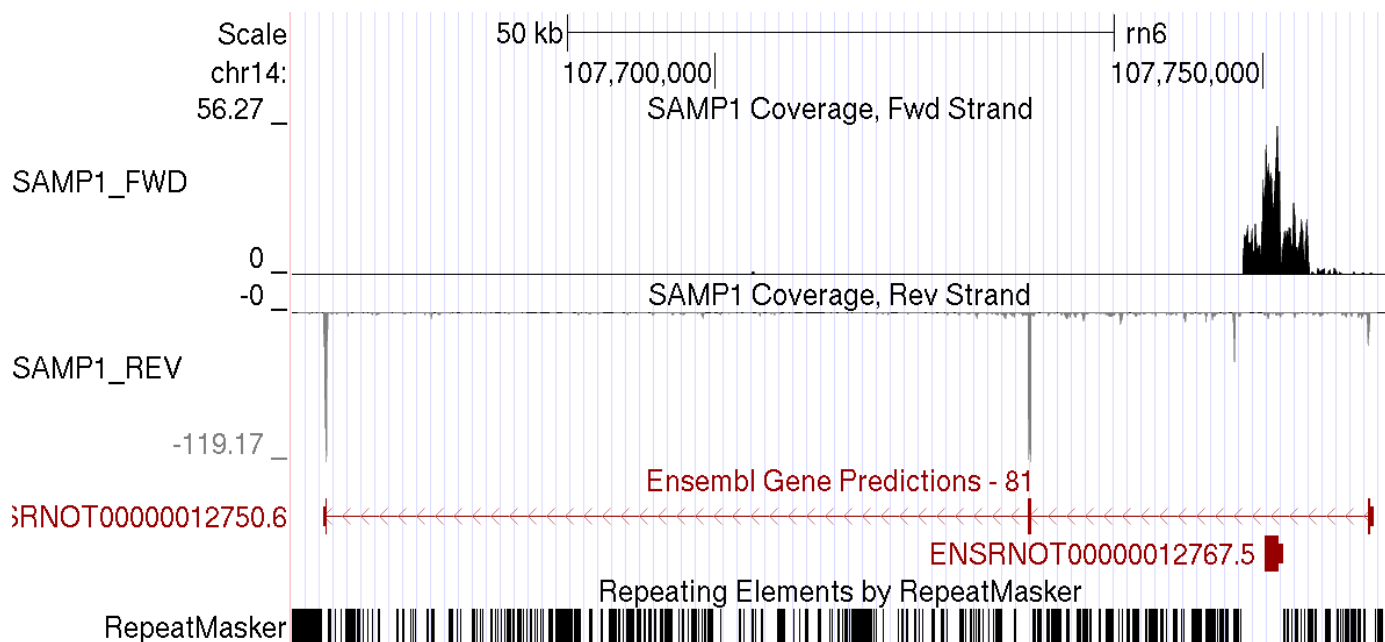 Scale 50 kb rn6
chr14: 107,700,000 107,750,000
56.27 _ SAMP1 Coverage, Fwd Strand
SAMP1_FWD
0 _
-0 _ SAMP1 Coverage, Rev Strand
SAMP1_REV
-119.17 _
Ensembl Gene Predictions - 81
SRNOT00000012750.6
ENSRNOT00000012767.5
Repeating Elements by RepeatMasker
RepeatMasker